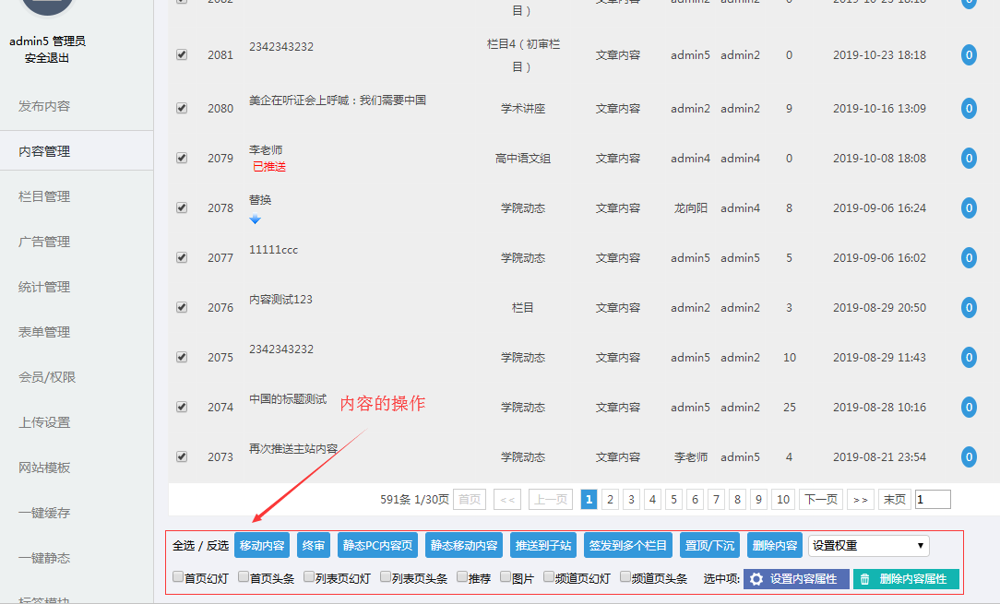 admin5 管理员
安全退出
发布内容
内容管理
栏目管理
广告管理
统计管理
表单管理
会员/权限
上传设置
网站模板
一键缓存
一键静态
标签模块
2082 目） 文章内容 admin5 admin2 0 2019-10-23 18:18 0
2081 2342343232 栏目4（初审栏目） 文章内容 admin5 admin2 0 2019-10-23 18:18 0
2080 美企在听证会上呼喊：我们需要中国 学术讲座 文章内容 admin2 admin2 9 2019-10-16 13:09 0
2079 李老师 高中语文组 文章内容 admin4 admin4 0 2019-10-08 18:08 0
已推送
2078 替换 学院动态 文章内容 龙向阳 admin4 8 2019-09-06 16:24 0
2077 11111ccc 学院动态 文章内容 admin5 admin5 5 2019-09-06 16:02 0
2076 内容测试123 栏目 文章内容 admin2 admin2 3 2019-08-29 20:50 0
2075 2342343232 学院动态 文章内容 admin5 admin2 10 2019-08-29 11:43 0
2074 中国的标题测试 学院动态 文章内容 admin5 admin2 25 2019-08-28 10:16 0
内容的操作
2073 再次推送主站内容 学院动态 文章内容 李老师 admin5 4 2019-08-21 23:54 0
591条 1/30页 首页 << 上一页 1 2 3 4 5 6 7 8 9 10 下一页 >> 末页 1
全选 / 反选 移动内容 终审 静态PC内容页 静态移动内容 推送到子站 签发到多个栏目 置顶/下沉 删除内容 设置权重
首页幻灯 首页头条 列表页幻灯 列表页头条 推荐 图片 频道页幻灯 频道页头条 选中项: 设置内容属性 删除内容属性